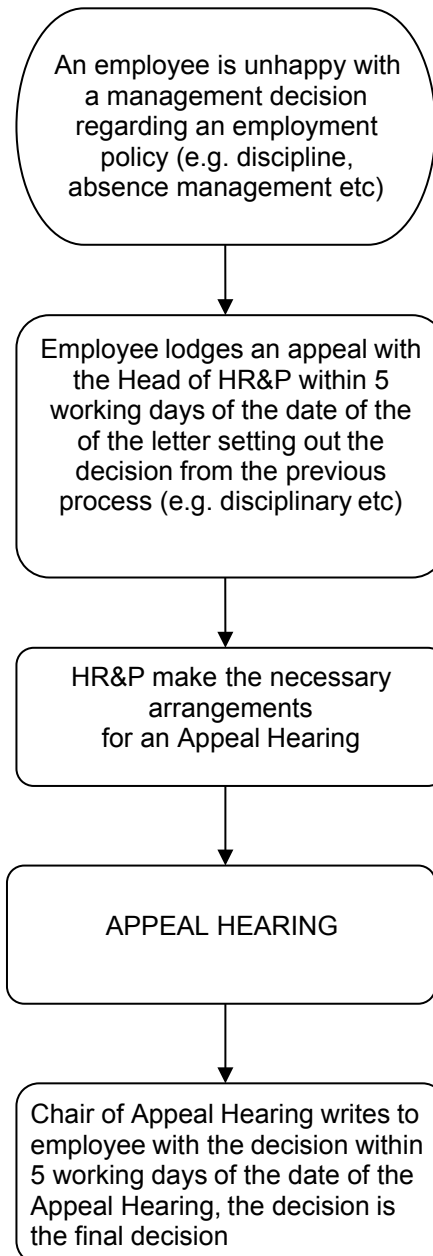 An employee is unhappy with
a management decision
regarding an employment
policy (e.g. discipline,
absence management etc)
Employee lodges an appeal with
the Head of HR&P within 5
working days of the date of the
of the letter setting out the
decision from the previous
process (e.g. disciplinary etc)
HR&P make the necessary
arrangements
for an Appeal Hearing
APPEAL HEARING
Chair of Appeal Hearing writes to
employee with the decision within
5 working days of the date of the
Appeal Hearing, the decision is
the final decision